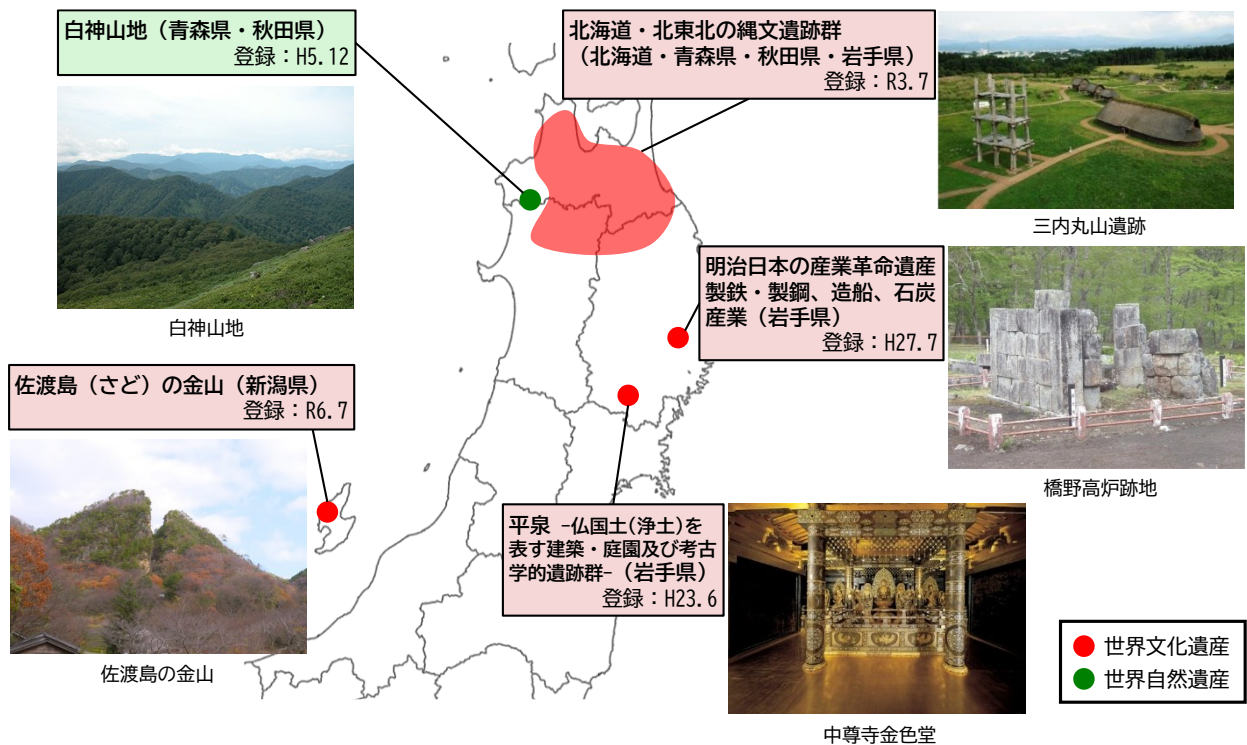 白神山地（青森県・秋田県）
登録：H5.12
白神山地
北海道・北東北の縄文遺跡群
（北海道・青森県・秋田県・岩手県）
登録：R3.7
三内丸山遺跡
明治日本の産業革命遺産
製鉄・製鋼、造船、石炭
産業（岩手県）
登録：H27.7
橋野高炉跡地
佐渡島（さど）の金山（新潟県）
登録：R6.7
佐渡島の金山
平泉 -仏国土(浄土)を
表す建築・庭園及び考古
学的遺跡群-（岩手県）
登録：H23.6
中尊寺金色堂
世界文化遺産
世界自然遺産